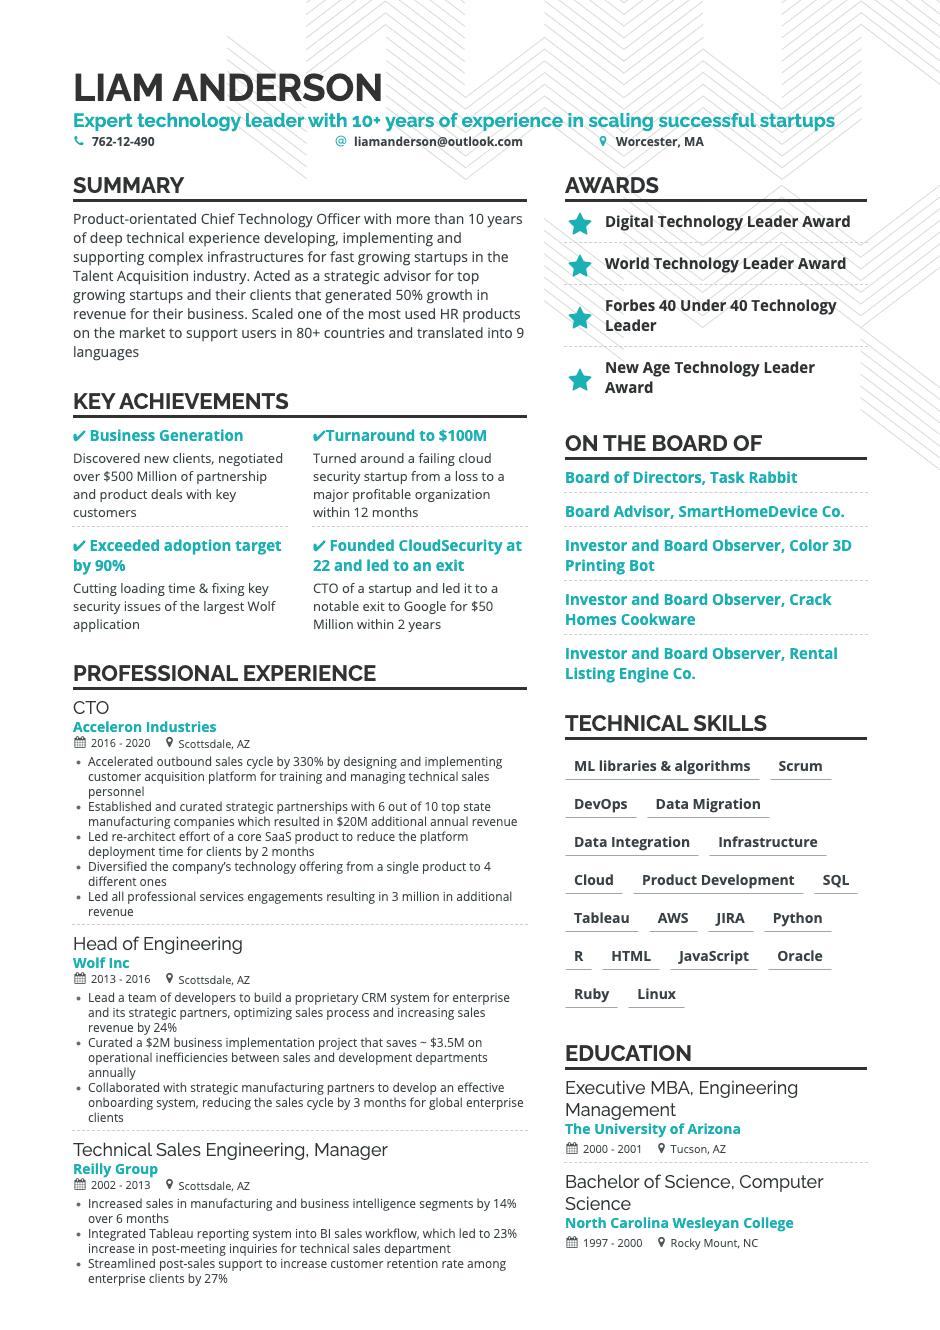 LIAM ANDERSON
Expert technology leader with 10+ years of experience in scaling successful startups
762-12-490
@ liamanderson@outlook.com
Worcester, MA
SUMMARY
Product-orientated Chief Technology Officer with more than 10 years
of deep technical experience developing, implementing and
supporting complex infrastructures for fast growing startups in the
Talent Acquisition industry. Acted as a strategic advisor for top
growing startups and their clients that generated 50% growth in
revenue for their business. Scaled one of the most used HR products
on the market to support users in 80+ countries and translated into 9
languages
KEY ACHIEVEMENTS
✔ Business Generation
Discovered new clients, negotiated
over $500 Million of partnership
and product deals with key
customers
✔Turnaround to $100M
Turned around a failing cloud
security startup from a loss to a
major profitable organization
within 12 months
✔ Exceeded adoption target
by 90%
Cutting loading time & fixing key
security issues of the largest Wolf
application
✔ Founded CloudSecurity at
22 and led to an exit
CTO of a startup and led it to a
notable exit to Google for $50
Million within 2 years
PROFESSIONAL EXPERIENCE
CTO
Acceleron Industries
2016 - 2020 Scottsdale, AZ
• Accelerated outbound sales cycle by 330% by designing and implementing
customer acquisition platform for training and managing technical sales
personnel
• Established and curated strategic partnerships with 6 out of 10 top state
manufacturing companies which resulted in $20M additional annual revenue
• Led re-architect effort of a core SaaS product to reduce the platform
deployment time for clients by 2 months
• Diversified the company's technology offering from a single product to 4
different ones
• Led all professional services engagements resulting in 3 million in additional
revenue
Head of Engineering
Wolf Inc
2013 - 2016 Scottsdale, AZ
• Lead a team of developers to build a proprietary CRM system for enterprise
and its strategic partners, optimizing sales process and increasing sales
revenue by 24%
• Curated a $2M business implementation project that saves ~ $3.5M on
operational inefficiencies between sales and development departments
annually
• Collaborated with strategic manufacturing partners to develop an effective
onboarding system, reducing the sales cycle by 3 months for global enterprise
clients
Technical Sales Engineering, Manager
Reilly Group
2002 - 2013 Scottsdale, AZ
• Increased sales in manufacturing and business intelligence segments by 14%
over 6 months
• Integrated Tableau reporting system into BI sales workflow, which led to 23%
increase in post-meeting inquiries for technical sales department
• Streamlined post-sales support to increase customer retention rate among
enterprise clients by 27%
AWARDS
Digital Technology Leader Award
World Technology Leader Award
Forbes 40 Under 40 Technology
Leader
New Age Technology Leader
Award
ON THE BOARD OF
Board of Directors, Task Rabbit
Board Advisor, SmartHomeDevice Co.
Investor and Board Observer, Color 3D
Printing Bot
Investor and Board Observer, Crack
Homes Cookware
Investor and Board Observer, Rental
Listing Engine Co.
TECHNICAL SKILLS
ML libraries & algorithms Scrum
DevOps Data Migration
Data Integration Infrastructure
Cloud Product Development SQL
Tableau AWS JIRA Python
R HTML JavaScript Oracle
Ruby Linux
EDUCATION
Executive MBA, Engineering
Management
The University of Arizona
2000 - 2001 Tucson, AZ
Bachelor of Science, Computer
Science
North Carolina Wesleyan College
1997 - 2000 Rocky Mount, NC